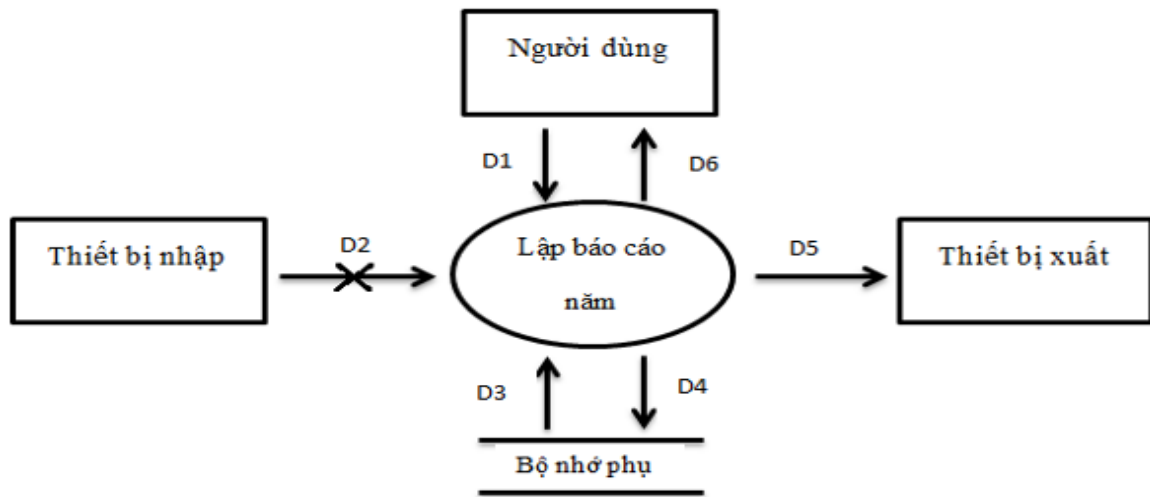 Người dùng
D1
D6
Thiết bị nhập
D2
Lập báo cáo
năm
D5
Thiết bị xuất
D3
D4
Bộ nhớ phụ